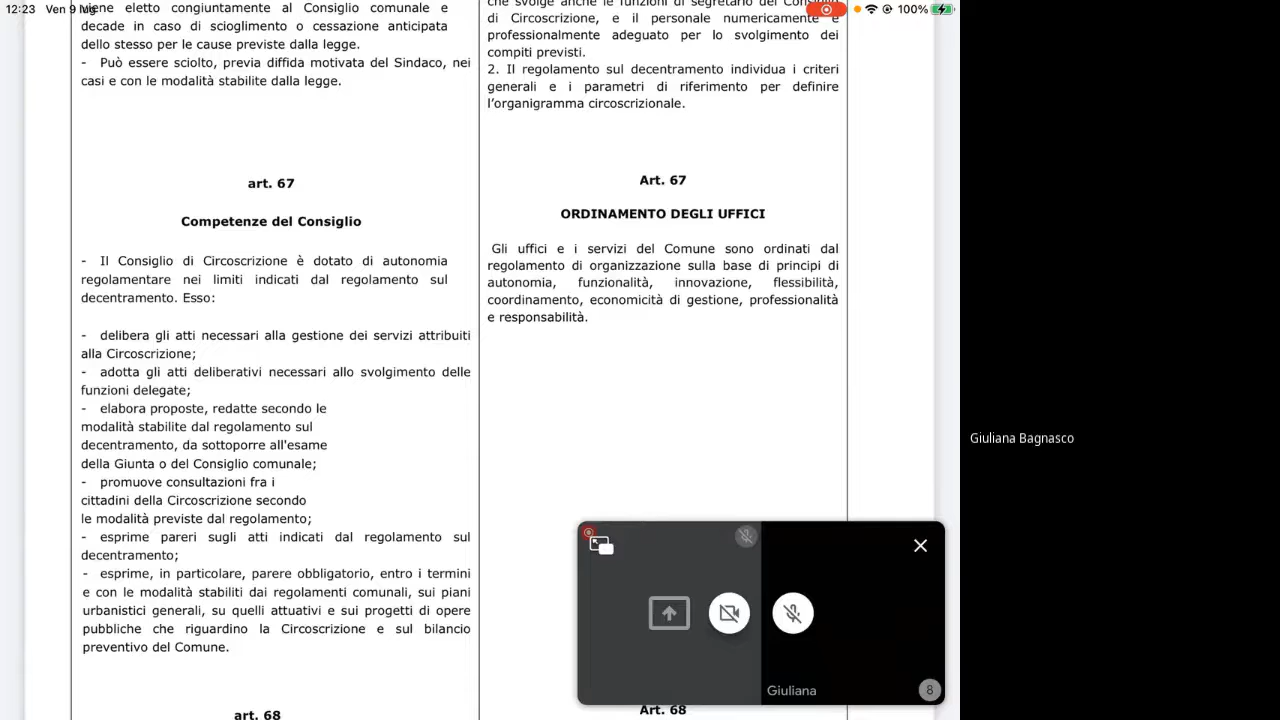 12:23 Ven 9
100%
viene eletto congiuntamente al Consiglio comunale e
decade in caso di scioglimento o cessazione anticipata
dello stesso per le cause previste dalla legge.
- Può essere sciolto, previa diffida motivata del Sindaco, nei
casi e con le modalità stabilite dalla legge.
art. 67
Competenze del Consiglio
- Il Consiglio di Circoscrizione è dotato di autonomia
regolamentare nei limiti indicati dal regolamento sul
decentramento. Esso:
- delibera gli atti necessari alla gestione dei servizi attribuiti
alla Circoscrizione;
- adotta gli atti deliberativi necessari allo svolgimento delle
funzioni delegate;
- elabora proposte, redatte secondo le
modalità stabilite dal regolamento sul
decentramento, da sottoporre all'esame
della Giunta o del Consiglio comunale;
- promuove consultazioni fra i
cittadini della Circoscrizione secondo
le modalità previste dal regolamento;
- esprime pareri sugli atti indicati dal regolamento sul
decentramento;
- esprime, in particolare, parere obbligatorio, entro i termini
e con le modalità stabiliti dai regolamenti comunali, sui piani
urbanistici generali, su quelli attuativi e sui progetti di opere
pubbliche che riguardino la Circoscrizione e sul bilancio
preventivo del Comune.
art. 68
che svolge anche le funzioni di segretario del Consiglio
di Circoscrizione, e il personale numericamente e
professionalmente adeguato per lo svolgimento dei
compiti previsti.
2. Il regolamento sul decentramento individua i criteri
generali e i parametri di riferimento per definire
l'organigramma circoscrizionale.
Art. 67
ORDINAMENTO DEGLI UFFICI
Gli uffici e i servizi del Comune sono ordinati dal
regolamento di organizzazione sulla base di principi di
autonomia, funzionalità, innovazione, flessibilità,
coordinamento, economicità di gestione, professionalità
e responsabilità.
Art. 68
Giuliana
8
Giuliana Bagnasco